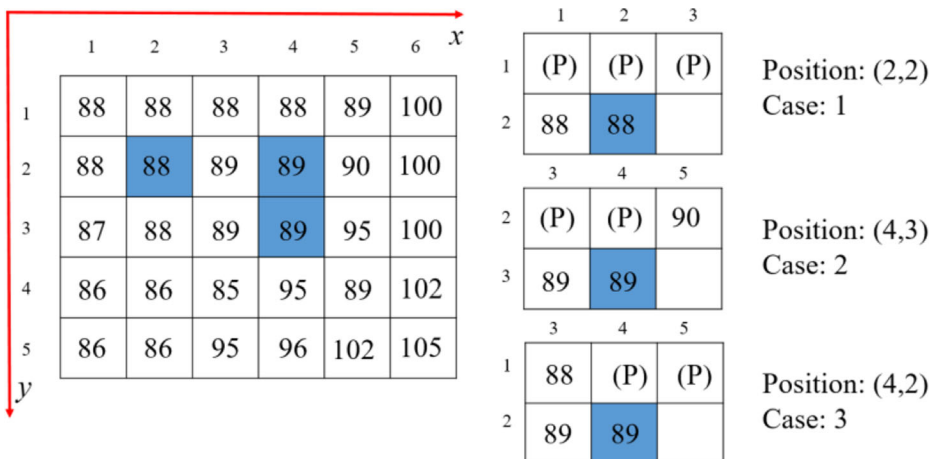 x
1 2 3 4 5 6
1 88 88 88 88 89 100
2 88 88 89 89 90 100
3 87 88 89 89 95 100
4 86 86 85 95 89 102
5 86 86 95 96 102 105
y
1 2 3
1 (P) (P) (P)
2 88 88
Position: (2,2)
Case: 1
3 4 5
2 (P) (P) 90
3 89 89
Position: (4,3)
Case: 2
3 4 5
1 88 (P) (P)
2 89 89
Position: (4,2)
Case: 3